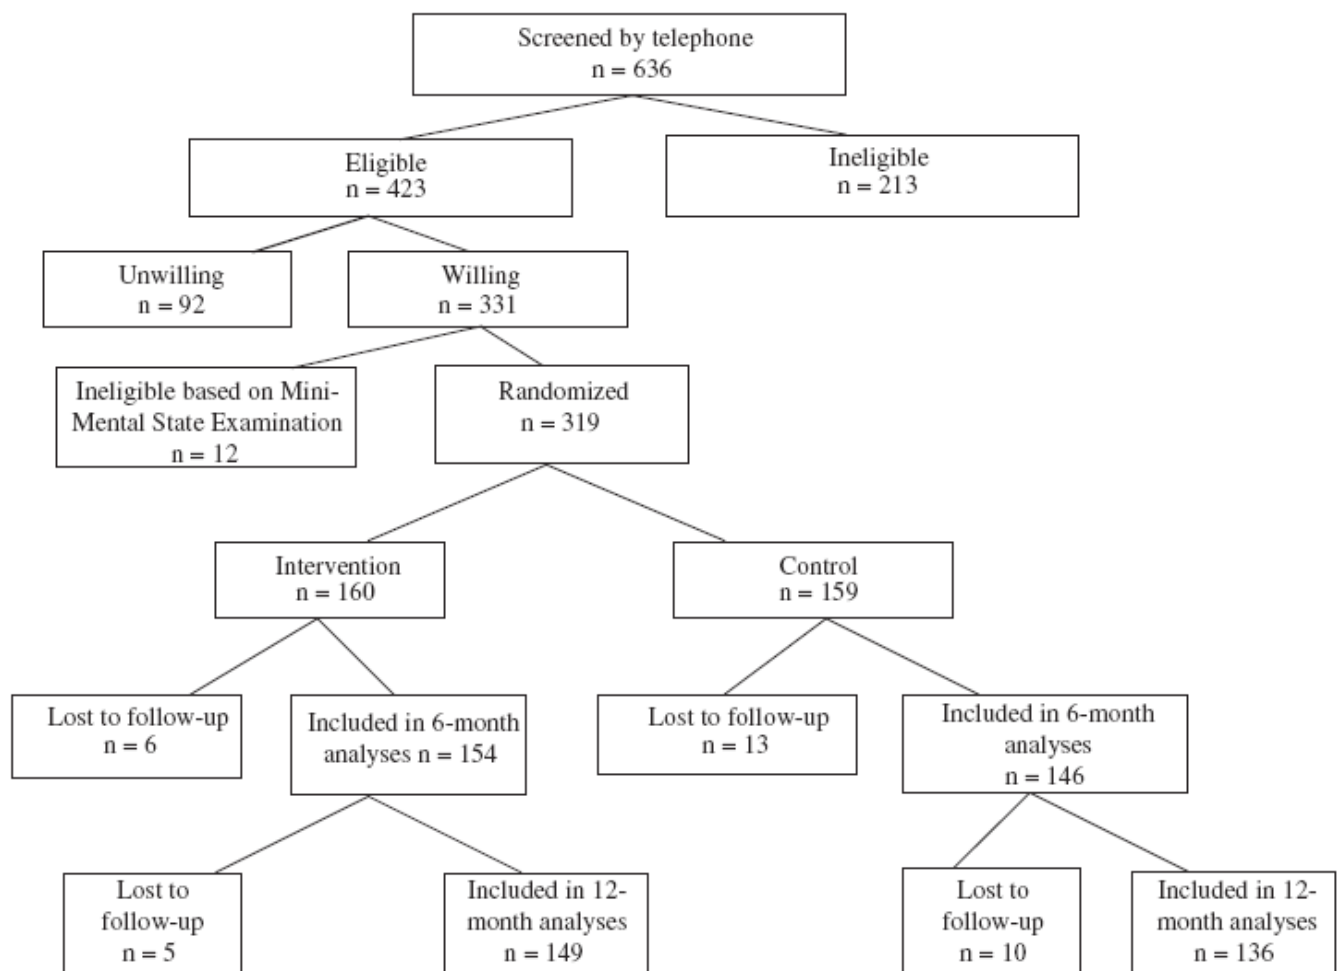 Screened by telephone
n = 636
Eligible
n = 423
Ineligible
n = 213
Unwilling
n = 92
Willing
n = 331
Ineligible based on Mini-
Mental State Examination
n = 12
Randomized
n = 319
Intervention
n = 160
Control
n = 159
Lost to follow-up
n = 6
Included in 6-month
analyses n = 154
Lost to follow-up
n = 13
Included in 6-month
analyses
n = 146
Lost to
follow-up
n = 5
Included in 12-
month analyses
n = 149
Lost to
follow-up
n = 10
Included in 12-
month analyses
n = 136